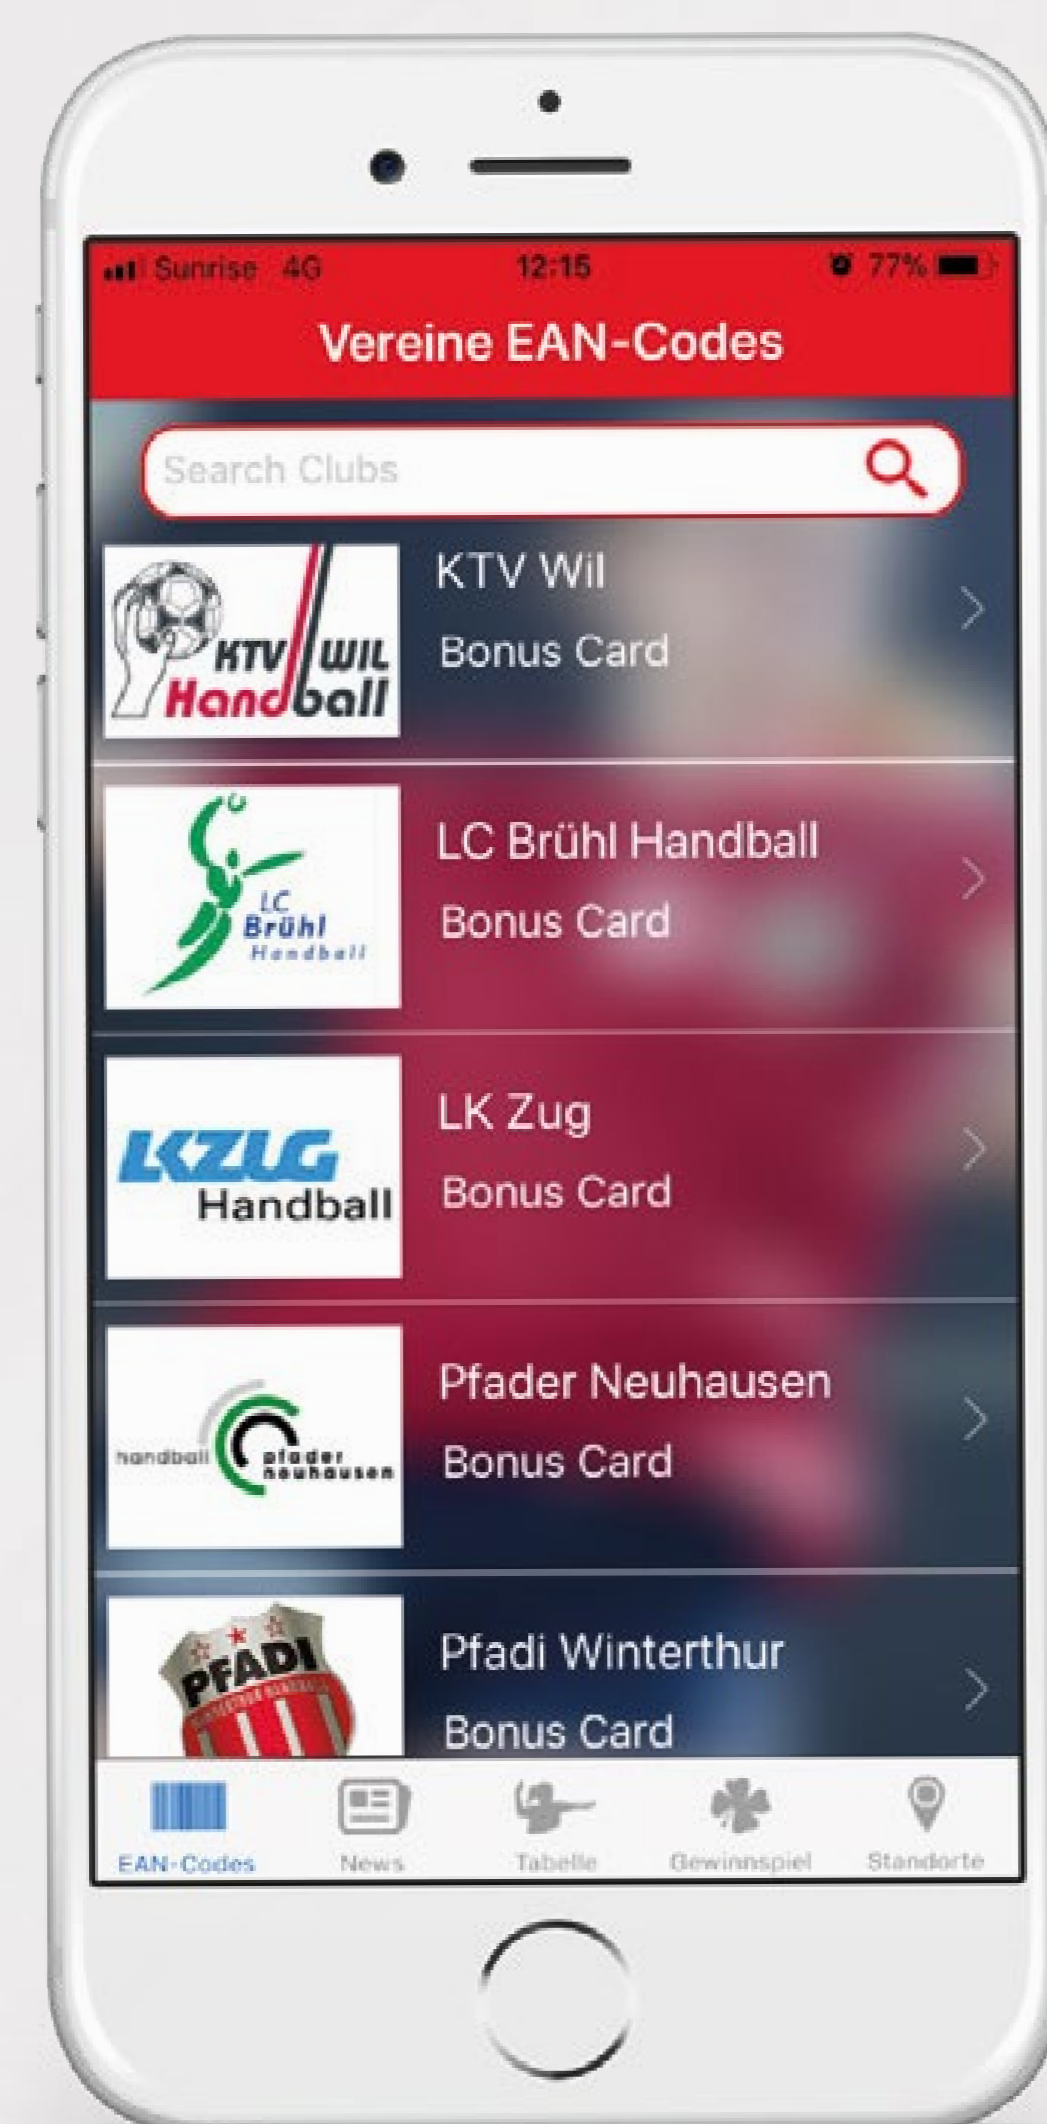 Sunrise 4G 12:15 77%
Vereine EAN-Codes
Search Clubs
KTV WIL
Handball
KTV Wil
Bonus Card
LC
Brühl
Handball
LC Brühl Handball
Bonus Card
LKZUG
Handball
LK Zug
Bonus Card
handball pfader
neuhausen
Pfader Neuhausen
Bonus Card
PFADI
WINTERTHUR HANDBALL
Pfadi Winterthur
Bonus Card
EAN-Codes News Tabelle Gewinnspiel Standorte